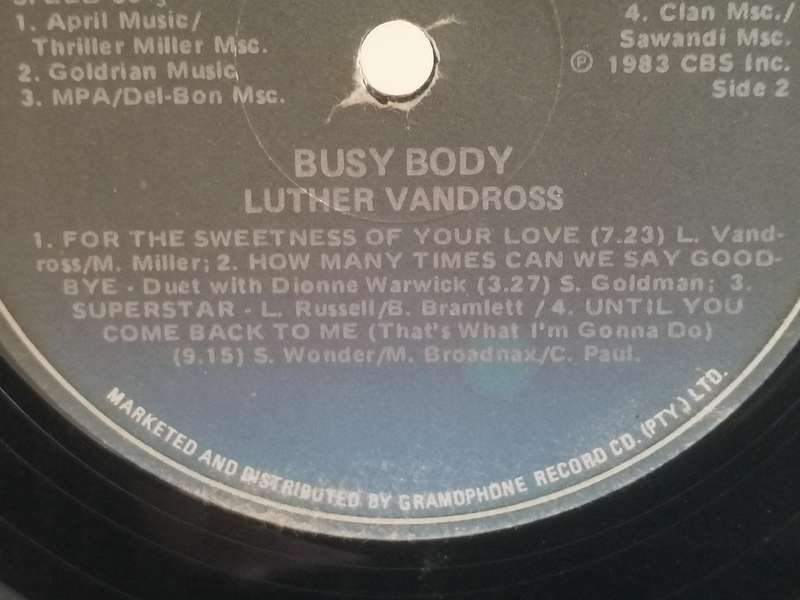 1. April Music/
Thriller Miller Msc.
2. Goldrian Music
3. MPA/Del-Bon Msc.
4. Clan Msc./
Sawandi Msc.
℗ 1983 CBS Inc.
Side 2
BUSY BODY
LUTHER VANDROSS
1. FOR THE SWEETNESS OF YOUR LOVE (7.23) L. Vand-
ross/M. Miller; 2. HOW MANY TIMES CAN WE SAY GOOD-
BYE - Duet with Dionne Warwick (3.27) S. Goldman; 3.
SUPERSTAR - L. Russell/B. Bramlett / 4. UNTIL YOU
COME BACK TO ME (That's What I'm Gonna Do)
(9.15) S. Wonder/M. Broadnax/C. Paul.
MARKETED AND DISTRIBUTED BY GRAMOPHONE RECORD CO. (PTY.) LTD.